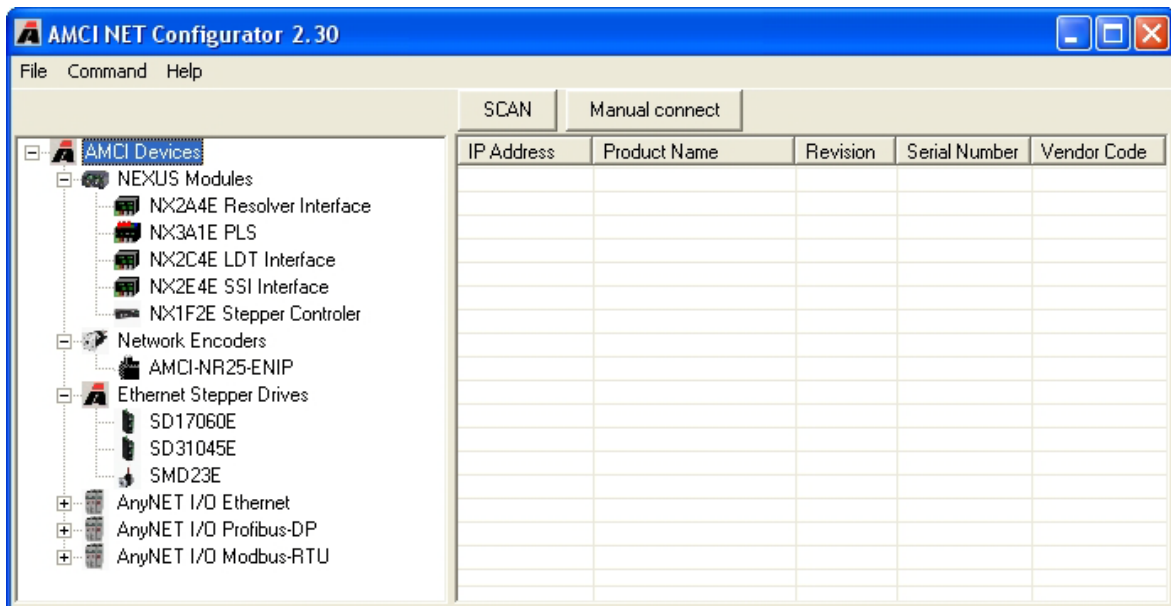 AMCI NET Configurator 2.30
File Command Help
SCAN Manual connect
AMCI Devices
NEXUS Modules
NX2A4E Resolver Interface
NX3A1E PLS
NX2C4E LDT Interface
NX2E4E SSI Interface
NX1F2E Stepper Controler
Network Encoders
AMCI-NR25-ENIP
Ethernet Stepper Drives
SD17060E
SD31045E
SMD23E
AnyNET I/O Ethernet
AnyNET I/O Profibus-DP
AnyNET I/O Modbus-RTU
IP Address Product Name Revision Serial Number Vendor Code